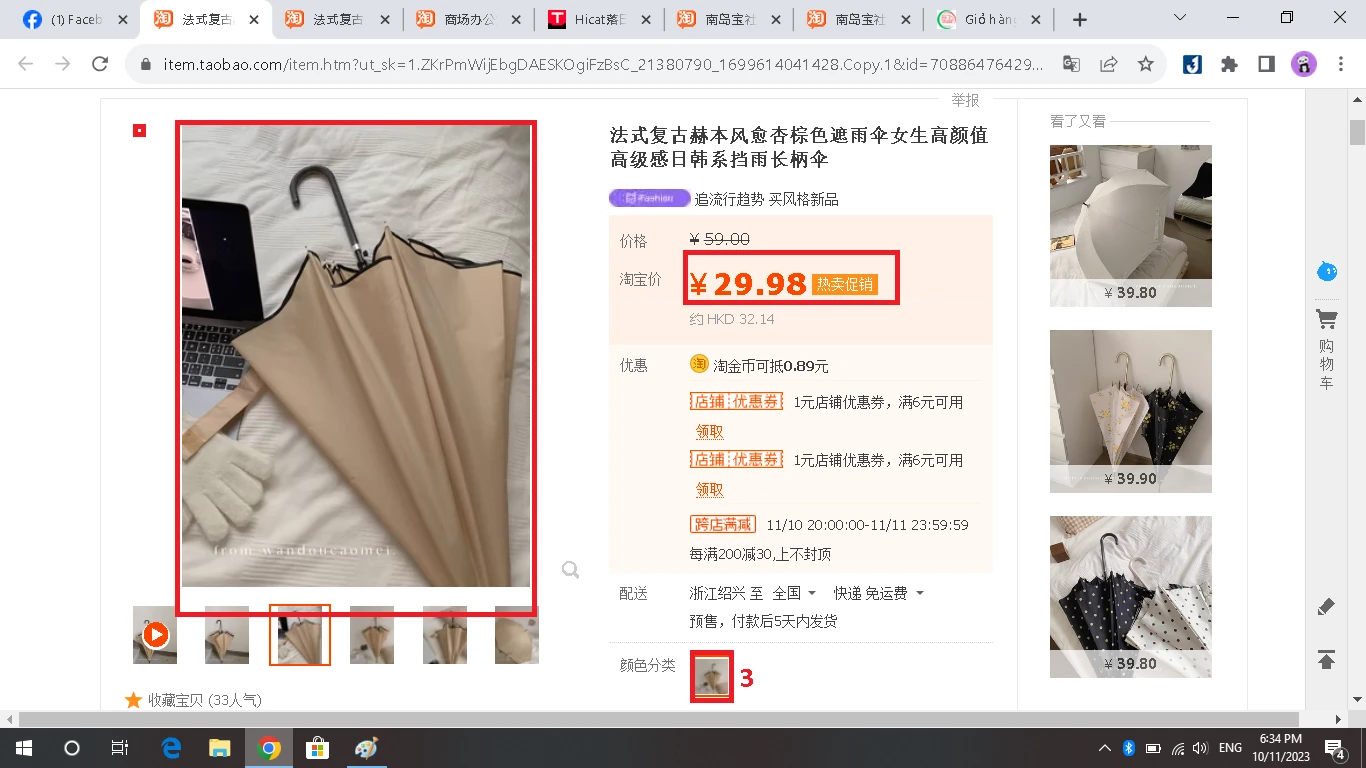 (1) Faceb
法式复古
法式复古
商场办公
Hicat落日
南岛宝社
南岛宝社
Giỏ hàng
item.taobao.com/item.htm?ut_sk=1.ZKrPmWijEbgDAESKOgiFzBsC_21380790_1699614041428.Copy.1&id=70886476429...
举报
法式复古赫本风愈杏棕色遮雨伞女生高颜值
高级感日韩系挡雨长柄伞
iFashion 追流行趋势 买风格新品
价格 ¥ 59.00
淘宝价 ¥ 29.98 热卖促销
约 HKD 32.14
优惠 淘 淘金币可抵0.89元
店铺 优惠券 1元店铺优惠券，满6元可用
领取
店铺 优惠券 1元店铺优惠券，满6元可用
领取
跨店满减 11/10 20:00:00-11/11 23:59:59
每满200减30,上不封顶
配送 浙江绍兴 至 全国 快递 免运费
预售，付款后5天内发货
颜色分类 3
from wandoucaomei.
收藏宝贝 (33人气)
看了又看
¥ 39.80
¥ 39.90
¥ 39.80
购
物
车
ENG
6:34 PM
10/11/2023
4